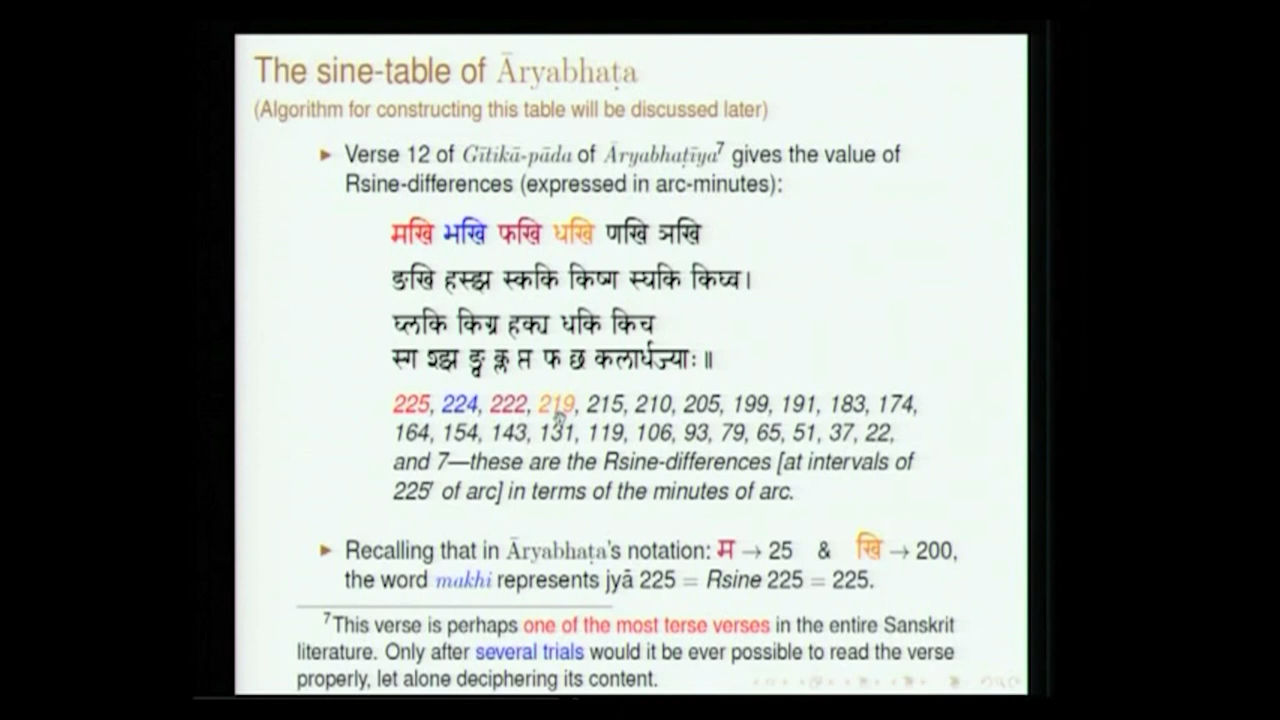 The sine-table of Āryabhaṭa
(Algorithm for constructing this table will be discussed later)
▶ Verse 12 of Gītikā-pāda of Āryabhaṭīya⁷ gives the value of
Rsine-differences (expressed in arc-minutes):
मखि भखि फखि धखि णखि ञखि
ङखि हस्झ स्ककि किष्ग स्घकि किघ्व।
घ्लकि किग्र हक्य धकि किच
स्ग श्झ ङ्व क्ल प्त फ छ कलार्धज्याः॥
225, 224, 222, 219, 215, 210, 205, 199, 191, 183, 174,
164, 154, 143, 131, 119, 106, 93, 79, 65, 51, 37, 22,
and 7—these are the Rsine-differences [at intervals of
225′ of arc] in terms of the minutes of arc.
▶ Recalling that in Āryabhaṭa's notation: म → 25 & खि → 200,
the word makhi represents jyā 225 = Rsine 225 = 225.
⁷This verse is perhaps one of the most terse verses in the entire Sanskrit
literature. Only after several trials would it be ever possible to read the verse
properly, let alone deciphering its content.